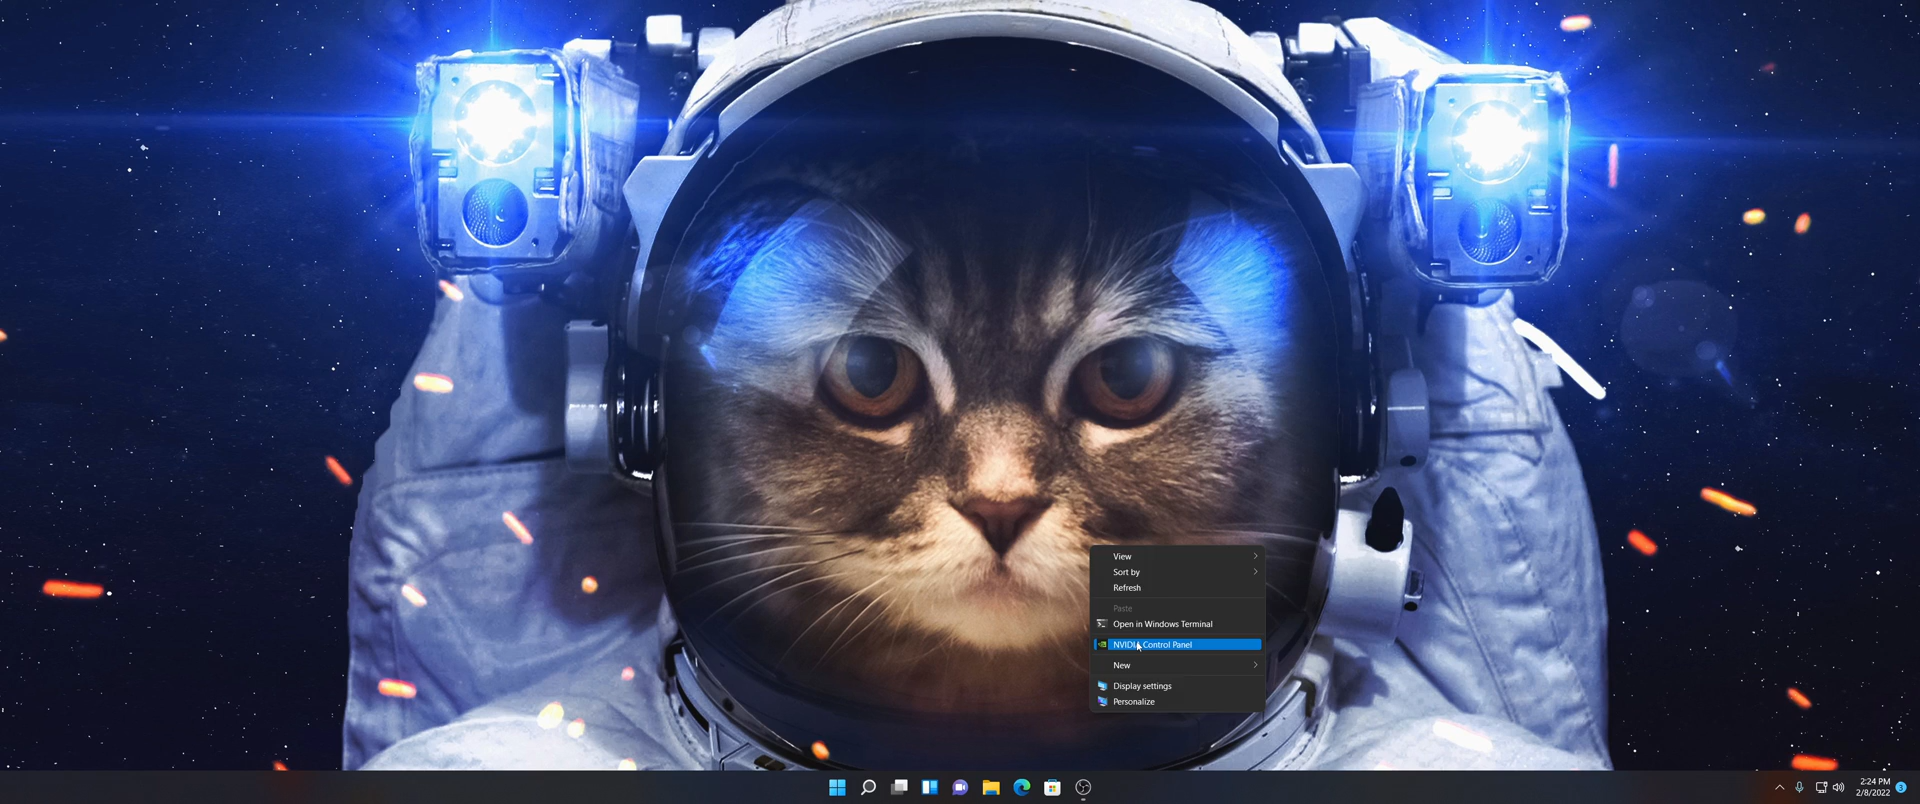 View
Sort by
Refresh
Paste
Open in Windows Terminal
NVIDIA Control Panel
New
Display settings
Personalize
2:24 PM
2/8/2022
3